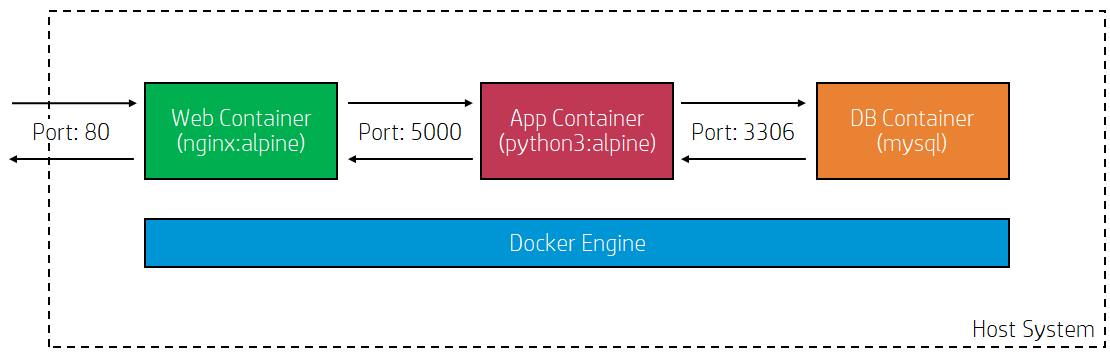 Web Container
(nginx:alpine)
App Container
(python3:alpine)
DB Container
(mysql)
Port: 80
Port: 5000
Port: 3306
Docker Engine
Host System